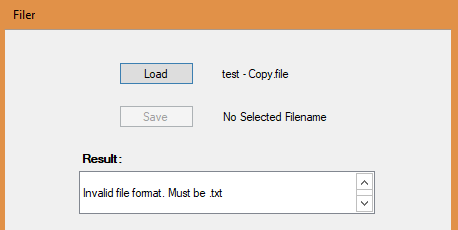 Filer
Load test - Copy.file
Save No Selected Filename
Result:
Invalid file format. Must be .txt